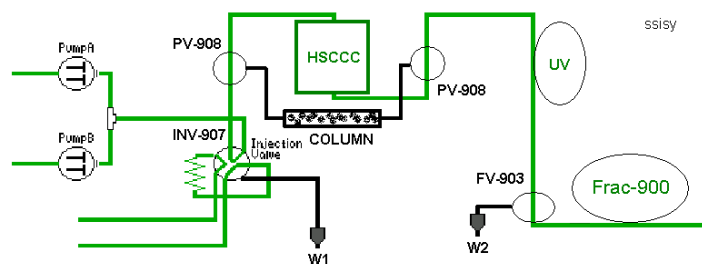 ssisy
PumpA
PV-908
HSCCC
UV
PV-908
PumpB
INV-907
Injection
Valve
COLUMN
FV-903
Frac-900
W1
W2